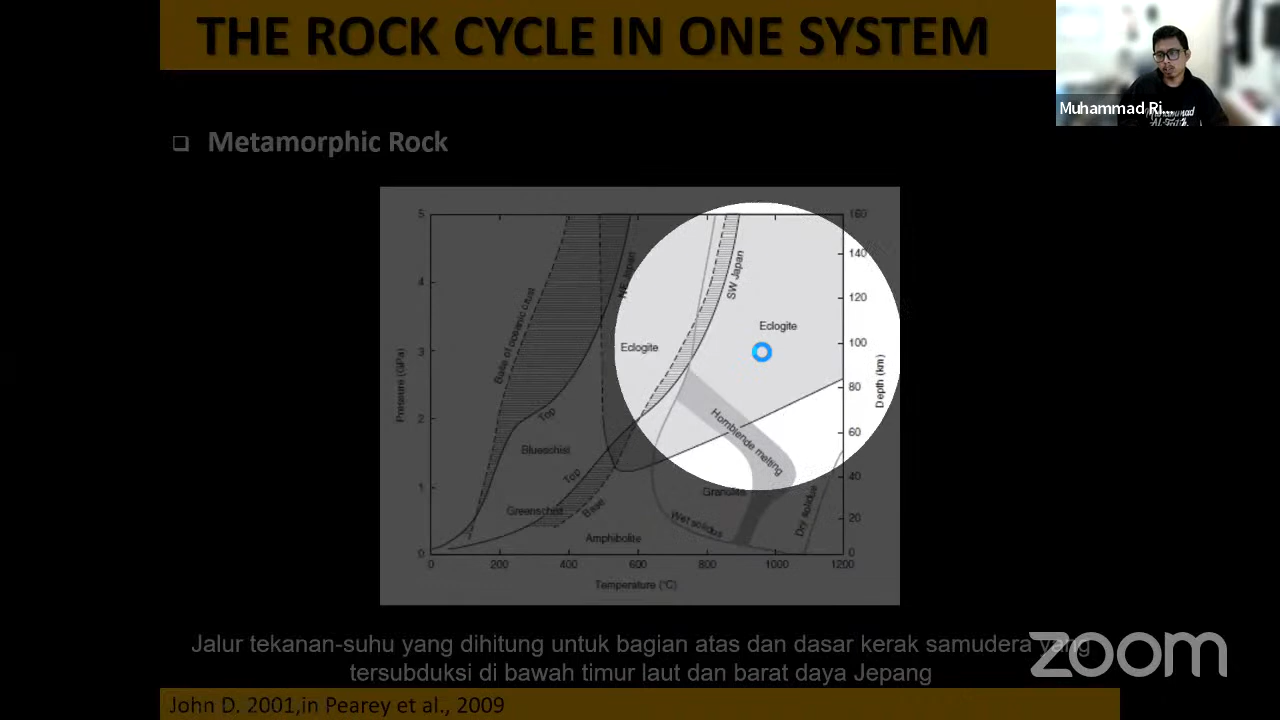 THE ROCK CYCLE IN ONE SYSTEM
Muhammad Ri...
Metamorphic Rock
5
4
3
2
1
0
Pressure (GPa)
Base of oceanic crust
NE Japan
SW Japan
Eclogite
Eclogite
Top
Blueschist
Top
Base
Greenschist
Amphibolite
Hornblende melting
Granulite
Wet solidus
Dry solidus
160
140
120
100
80
60
40
20
0
Depth (km)
0 200 400 600 800 1000 1200
Temperature (°C)
Jalur tekanan-suhu yang dihitung untuk bagian atas dan dasar kerak samudera yang
tersubduksi di bawah timur laut dan barat daya Jepang
zoom
John D. 2001,in Pearey et al., 2009